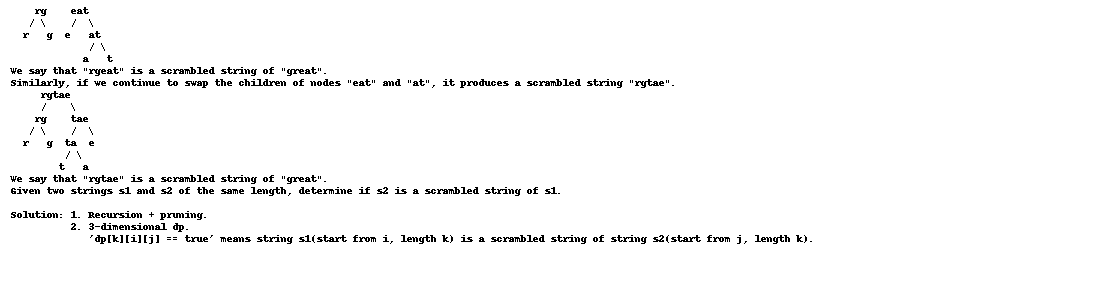 rg    eat
/ \    /  \
r   g  e   at
/ \
a   t
We say that "rgeat" is a scrambled string of "great".
Similarly, if we continue to swap the children of nodes "eat" and "at", it produces a scrambled string "rgtae".
rgtae
/    \
rg    tae
/ \    /  \
r   g  ta  e
/ \
t   a
We say that "rgtae" is a scrambled string of "great".
Given two strings s1 and s2 of the same length, determine if s2 is a scrambled string of s1.
Solution: 1. Recursion + pruning.
2. 3-dimensional dp.
'dp[k][i][j] == true' means string s1(start from i, length k) is a scrambled string of string s2(start from j, length k).